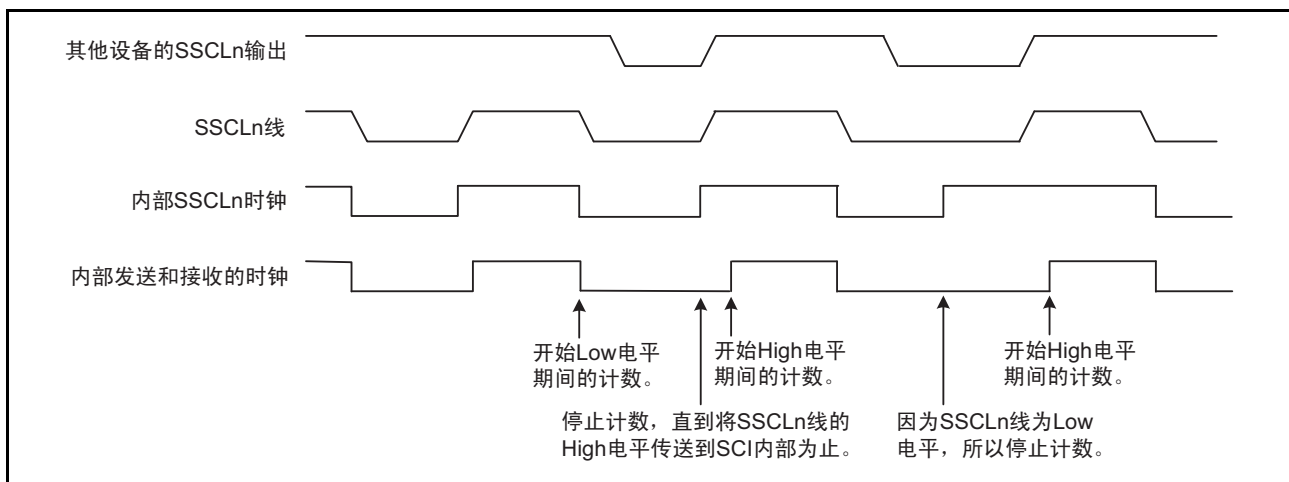 其他设备的SSCLn输出
SSCLn线
内部SSCLn时钟
内部发送和接收的时钟
开始Low电平
期间的计数。
开始High电平
期间的计数。
开始High电平
期间的计数。
停止计数，直到将SSCLn线的
High电平传送到SCI内部为止。
因为SSCLn线为Low
电平，所以停止计数。